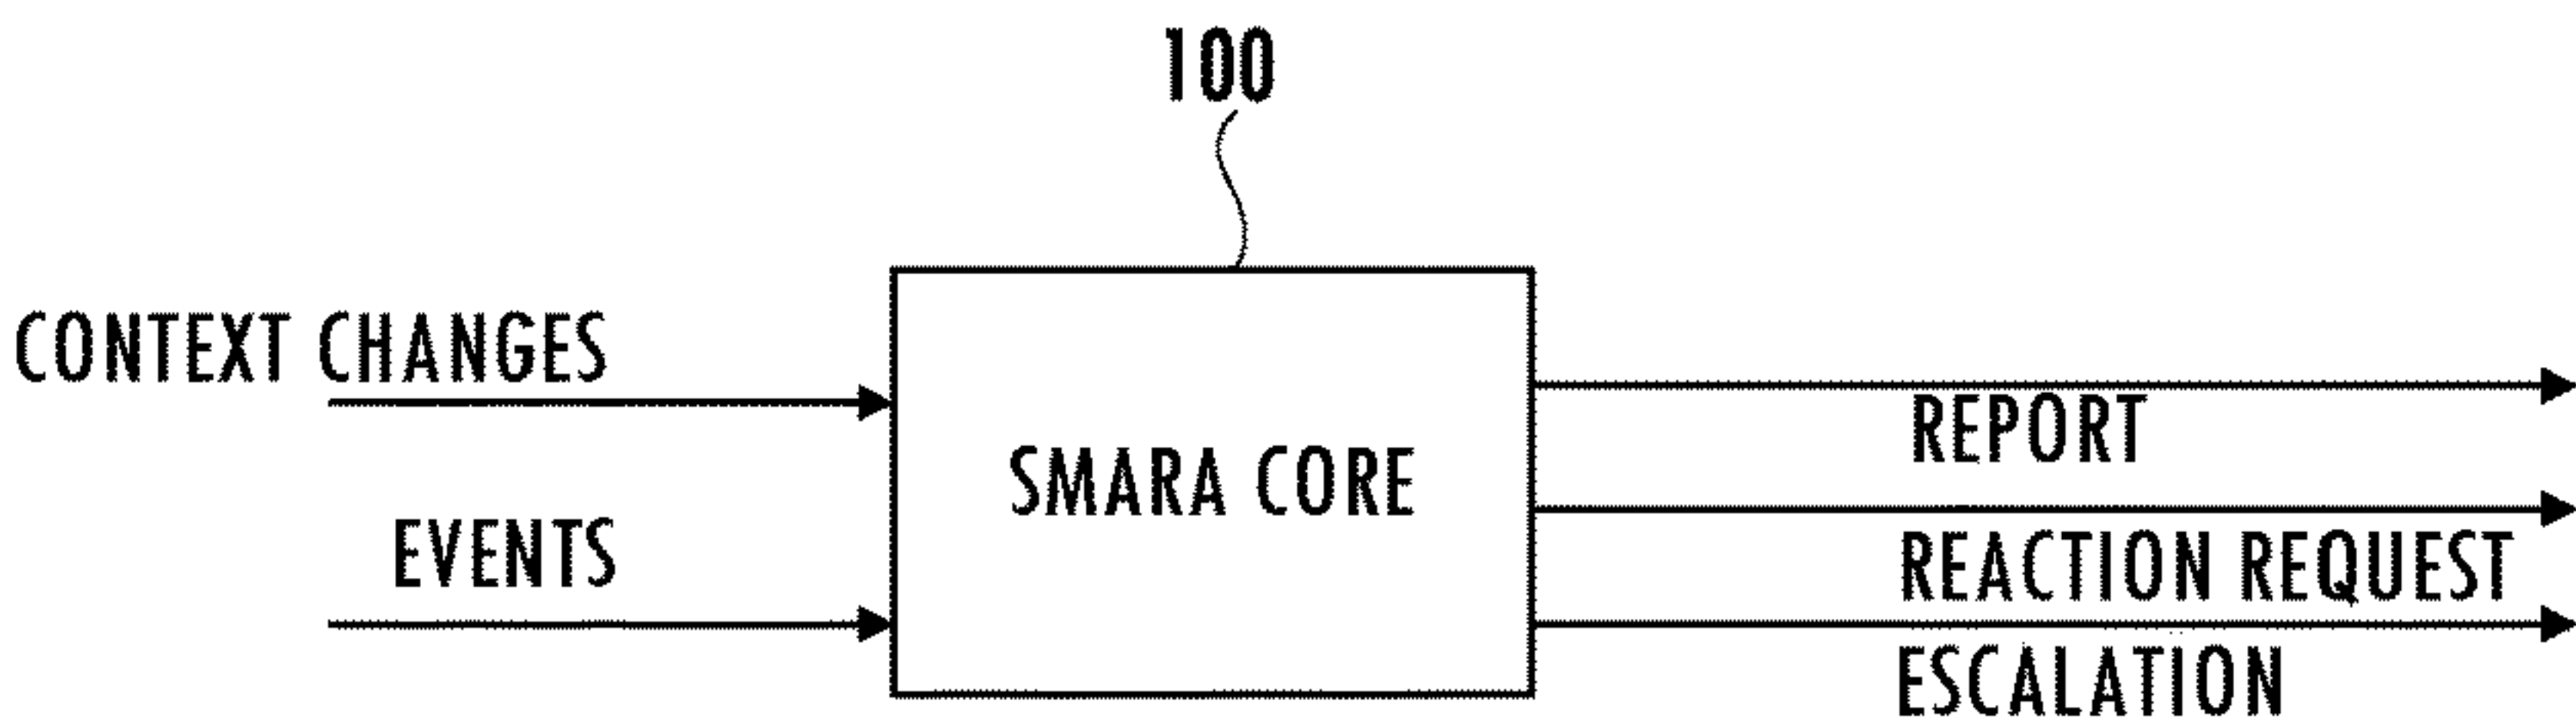 100
CONTEXT CHANGES
EVENTS
SMARA CORE
REPORT
REACTION REQUEST
ESCALATION